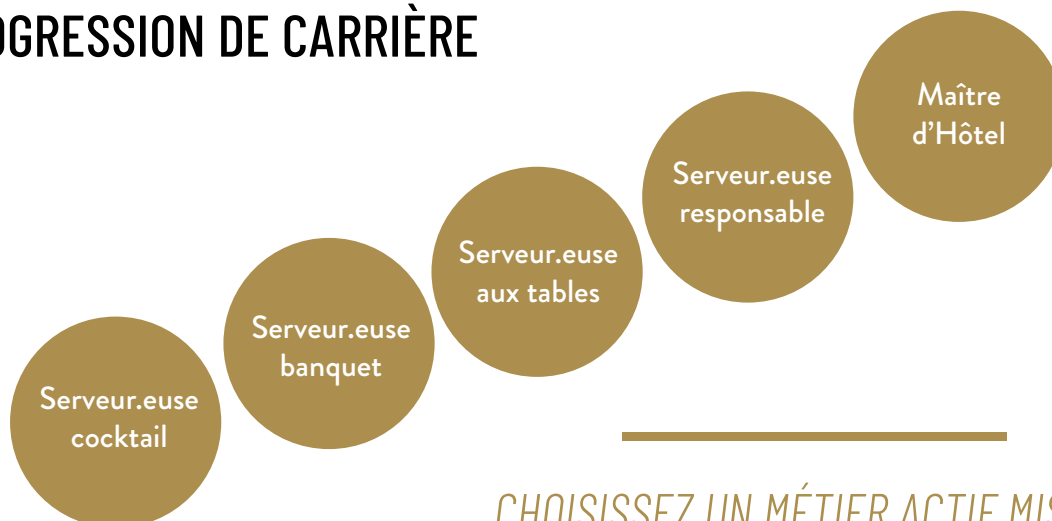 OGRESSION DE CARRIÈRE
Maître
d'Hôtel
Serveur.euse
responsable
Serveur.euse
aux tables
Serveur.euse
banquet
Serveur.euse
cocktail
CHOISISSEZ UN MÉTIER ACTIF MIS